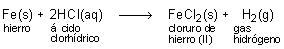 Fe(s) + 2HCl(aq) ⟶ FeCl₂(s) + H₂(g)
hierro ácido cloruro de gas
clorhídrico hierro (II) hidrógeno